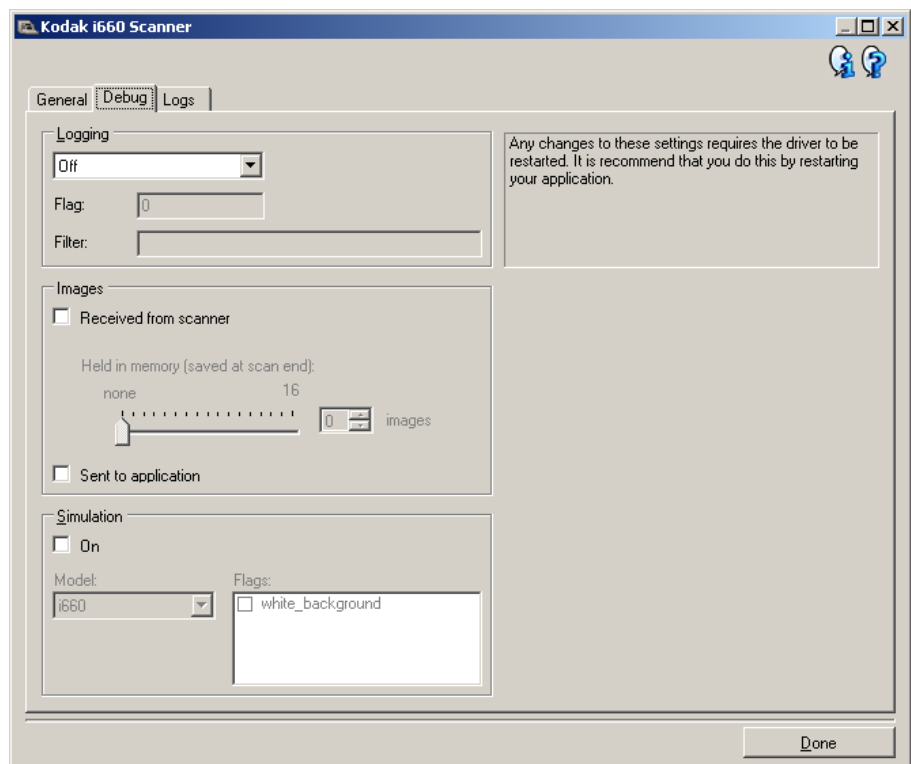 Kodak i660 Scanner
General Debug Logs
Logging
Off
Flag: 0
Filter:
Any changes to these settings requires the driver to be
restarted. It is recommend that you do this by restarting
your application.
Images
Received from scanner
Held in memory (saved at scan end):
none 16
0 images
Sent to application
Simulation
On
Model: Flags:
i660 white_background
Done